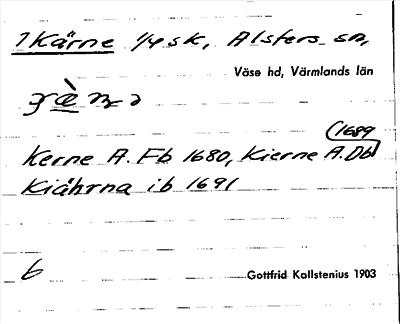 1 Kärne 1/4 sk, Alsters sn,
Väse hd, Värmlands län
(1689
Kerne A. Fb 1680, Kierne A.Db
Kiährna ib 1691
6
Gottfrid Kallstenius 1903